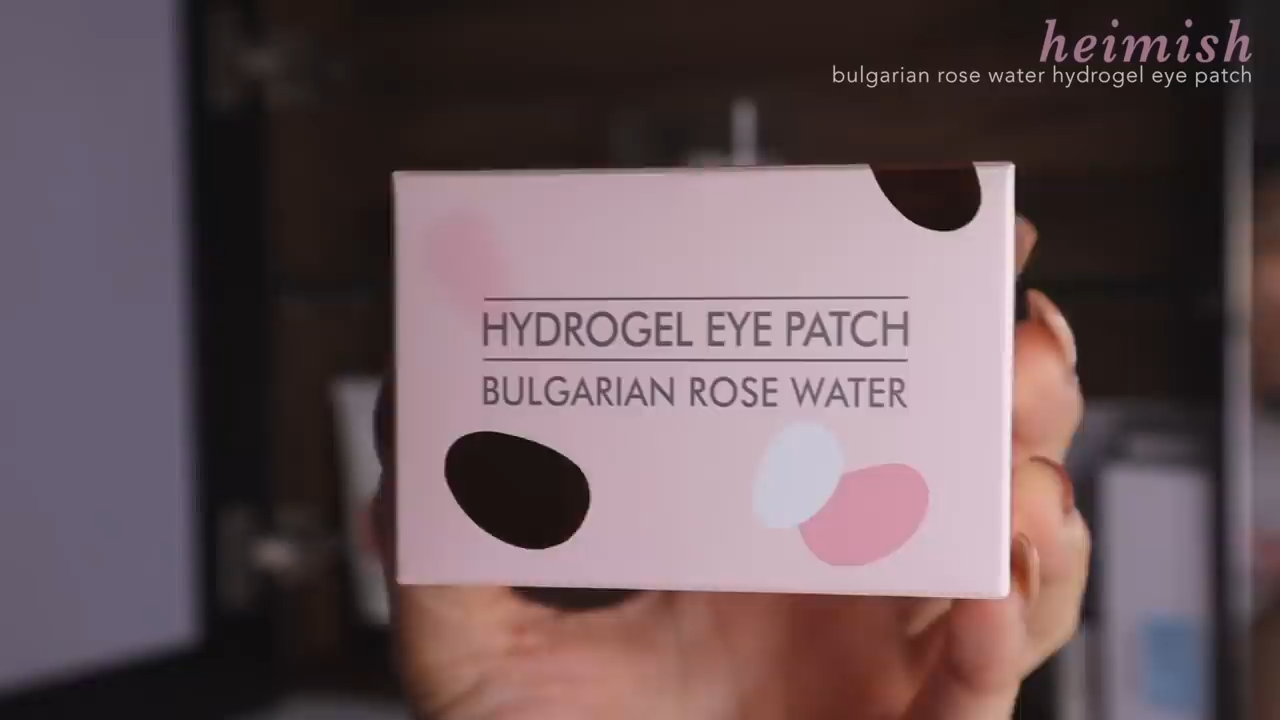 heimish
bulgarian rose water hydrogel eye patch
HYDROGEL EYE PATCH
BULGARIAN ROSE WATER